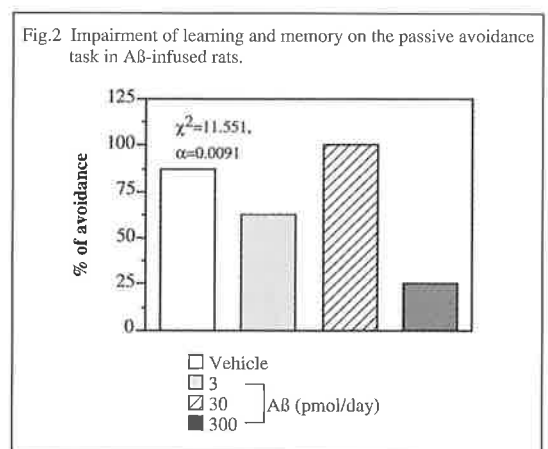 Fig.2 Impairment of learning and memory on the passive avoidance
task in Aß-infused rats.
125
χ²=11.551,
α=0.0091
100
75
50
25
0
% of avoidance
Vehicle
3
30
Aß (pmol/day)
300